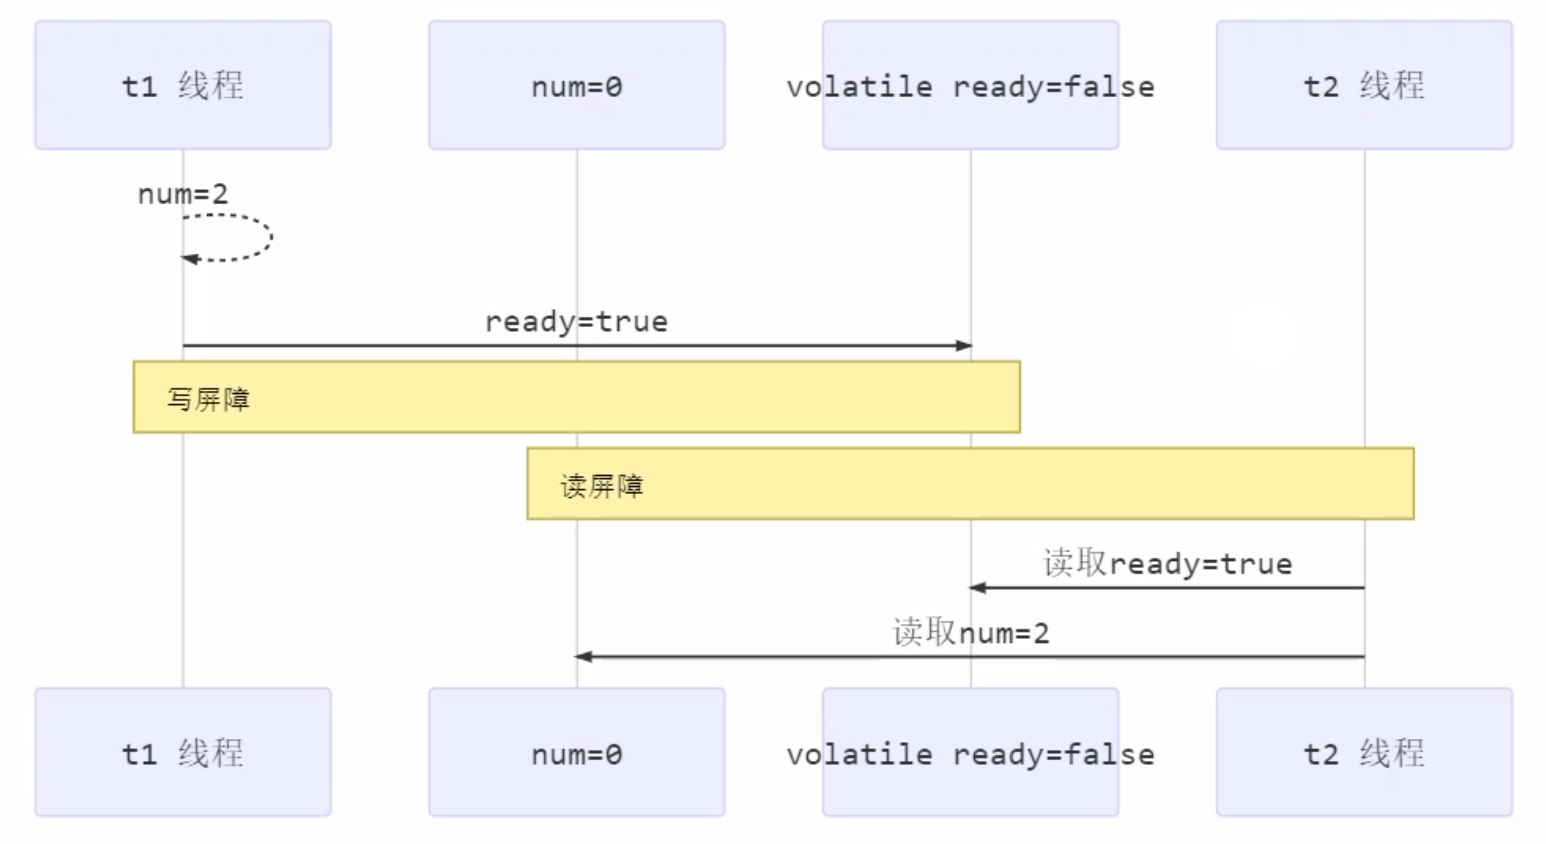 t1 线程
num=0
volatile ready=false
t2 线程
num=2
ready=true
写屏障
读屏障
读取ready=true
读取num=2
t1 线程
num=0
volatile ready=false
t2 线程